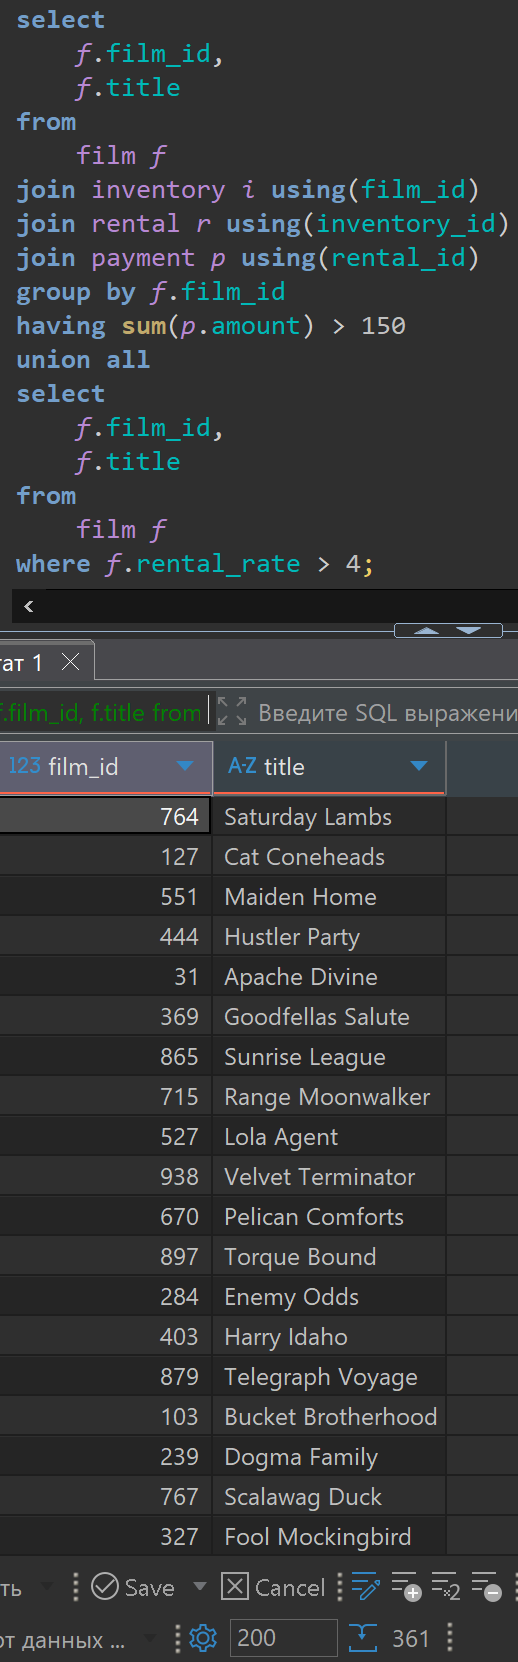 select
f.film_id,
f.title
from
film f
join inventory i using(film_id)
join rental r using(inventory_id)
join payment p using(rental_id)
group by f.film_id
having sum(p.amount) > 150
union all
select
f.film_id,
f.title
from
film f
where f.rental_rate > 4;
<
тат 1
f.film_id, f.title from Введите SQL выражени
123 film_id A-Z title
764 Saturday Lambs
127 Cat Coneheads
551 Maiden Home
444 Hustler Party
31 Apache Divine
369 Goodfellas Salute
865 Sunrise League
715 Range Moonwalker
527 Lola Agent
938 Velvet Terminator
670 Pelican Comforts
897 Torque Bound
284 Enemy Odds
403 Harry Idaho
879 Telegraph Voyage
103 Bucket Brotherhood
239 Dogma Family
767 Scalawag Duck
327 Fool Mockingbird
ть Save Cancel
от данных ... 200 361